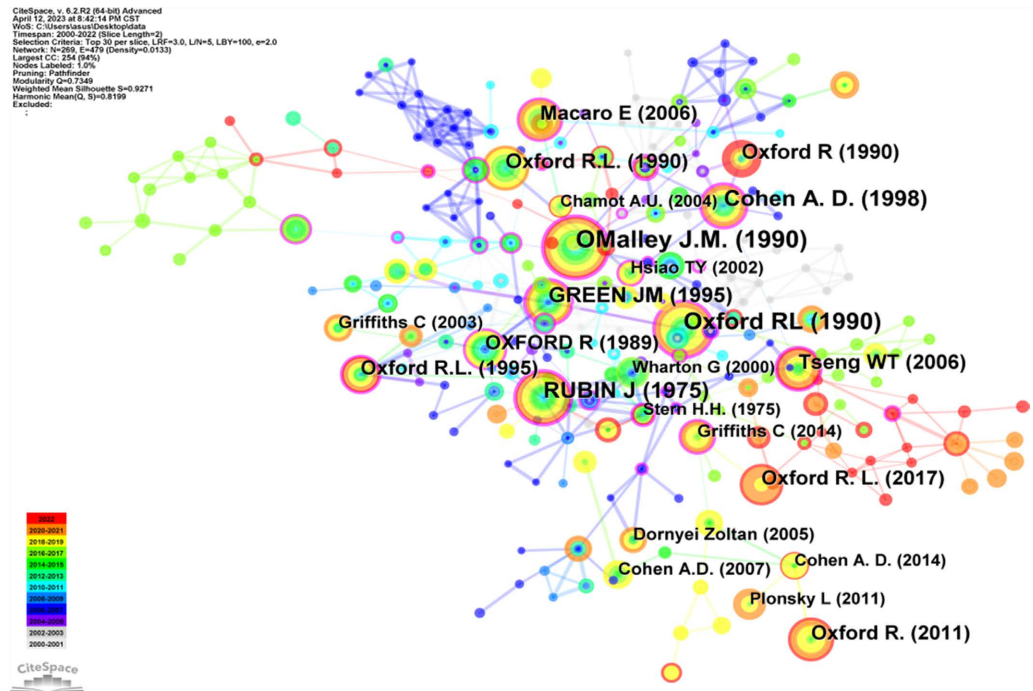 CiteSpace, v. 6.2.R2 (64-bit) Advanced
April 12, 2023 at 8:42:14 PM CST
WoS: C:\Users\asus\Desktop\data
Timespan: 2000-2022 (Slice Length=2)
Selection Criteria: Top 30 per slice, LRF=3.0, L/N=5, LBY=100, e=2.0
Network: N=269, E=479 (Density=0.0133)
Largest CC: 254 (94%)
Nodes Labeled: 1.0%
Pruning: Pathfinder
Modularity Q=0.7349
Weighted Mean Silhouette S=0.9271
Harmonic Mean(Q, S)=0.8199
Excluded:
;
Macaro E (2006)
Oxford R (1990)
Oxford R.L. (1990)
Chamot A.U. (2004)
Cohen A. D. (1998)
OMalley J.M. (1990)
Hsiao TY (2002)
GREEN JM (1995)
Griffiths C (2003)
Oxford RL (1990)
OXFORD R (1989)
Oxford R.L. (1995)
Wharton G (2000)
Tseng WT (2006)
RUBIN J (1975)
Stern H.H. (1975)
Griffiths C (2014)
Oxford R. L. (2017)
Dornyei Zoltan (2005)
Cohen A. D. (2014)
Cohen A.D. (2007)
Plonsky L (2011)
Oxford R. (2011)
2022
2020-2021
2018-2019
2016-2017
2014-2015
2012-2013
2010-2011
2008-2009
2006-2007
2004-2005
2002-2003
2000-2001
CiteSpace